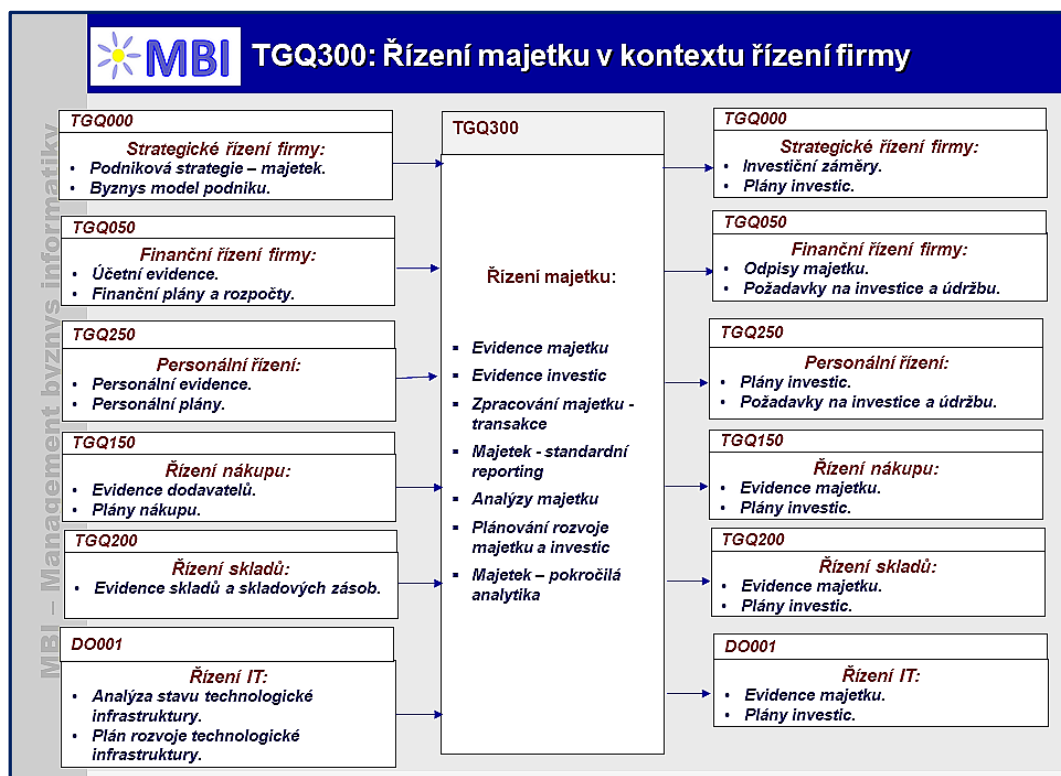 MBI
TGQ300: Řízení majetku v kontextu řízení firmy
MBI – Management byznys informatiky
TGQ000
Strategické řízení firmy:
• Podniková strategie – majetek.
• Byznys model podniku.
TGQ050
Finanční řízení firmy:
• Účetní evidence.
• Finanční plány a rozpočty.
TGQ250
Personální řízení:
• Personální evidence.
• Personální plány.
TGQ150
Řízení nákupu:
• Evidence dodavatelů.
• Plány nákupu.
TGQ200
Řízení skladů:
• Evidence skladů a skladových zásob.
DO001
Řízení IT:
• Analýza stavu technologické
infrastruktury.
• Plán rozvoje technologické
infrastruktury.
TGQ300
Řízení majetku:
▪ Evidence majetku
▪ Evidence investic
▪ Zpracování majetku -
transakce
▪ Majetek - standardní
reporting
▪ Analýzy majetku
▪ Plánování rozvoje
majetku a investic
▪ Majetek – pokročilá
analytika
TGQ000
Strategické řízení firmy:
• Investiční záměry.
• Plány investic.
TGQ050
Finanční řízení firmy:
• Odpisy majetku.
• Požadavky na investice a údržbu.
TGQ250
Personální řízení:
• Plány investic.
• Požadavky na investice a údržbu.
TGQ150
Řízení nákupu:
• Evidence majetku.
• Plány investic.
TGQ200
Řízení skladů:
• Evidence majetku.
• Plány investic.
DO001
Řízení IT:
• Evidence majetku.
• Plány investic.